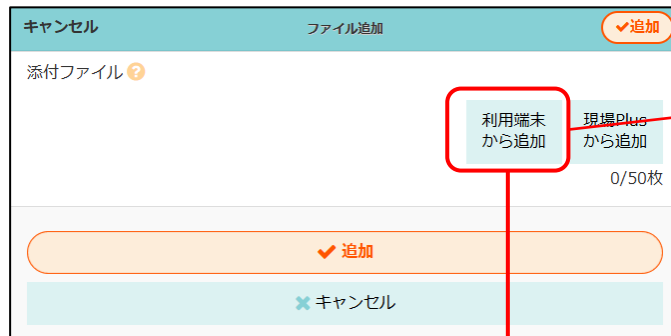 キャンセル ファイル追加 ✔追加
添付ファイル ?
利用端末 現場Plus
から追加 から追加
0/50枚
✔ 追加
✖ キャンセル